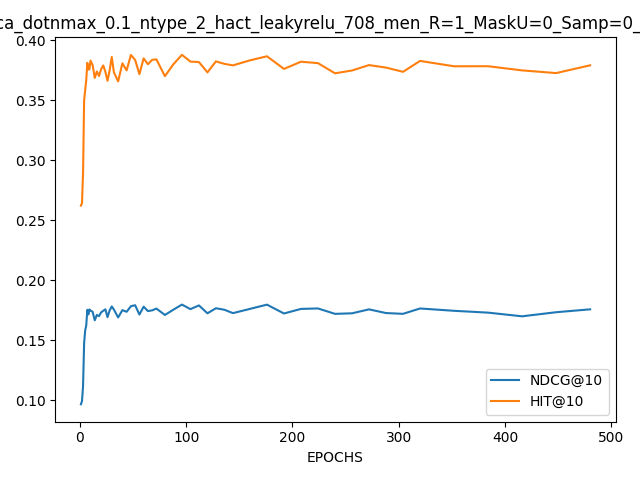 ca_dotnmax_0.1_ntype_2_hact_leakyrelu_708_men_R=1_MaskU=0_Samp=0_
0.40
0.35
0.30
0.25
0.20
0.15
0.10
NDCG@10
HIT@10
0 100 200 300 400 500
EPOCHS